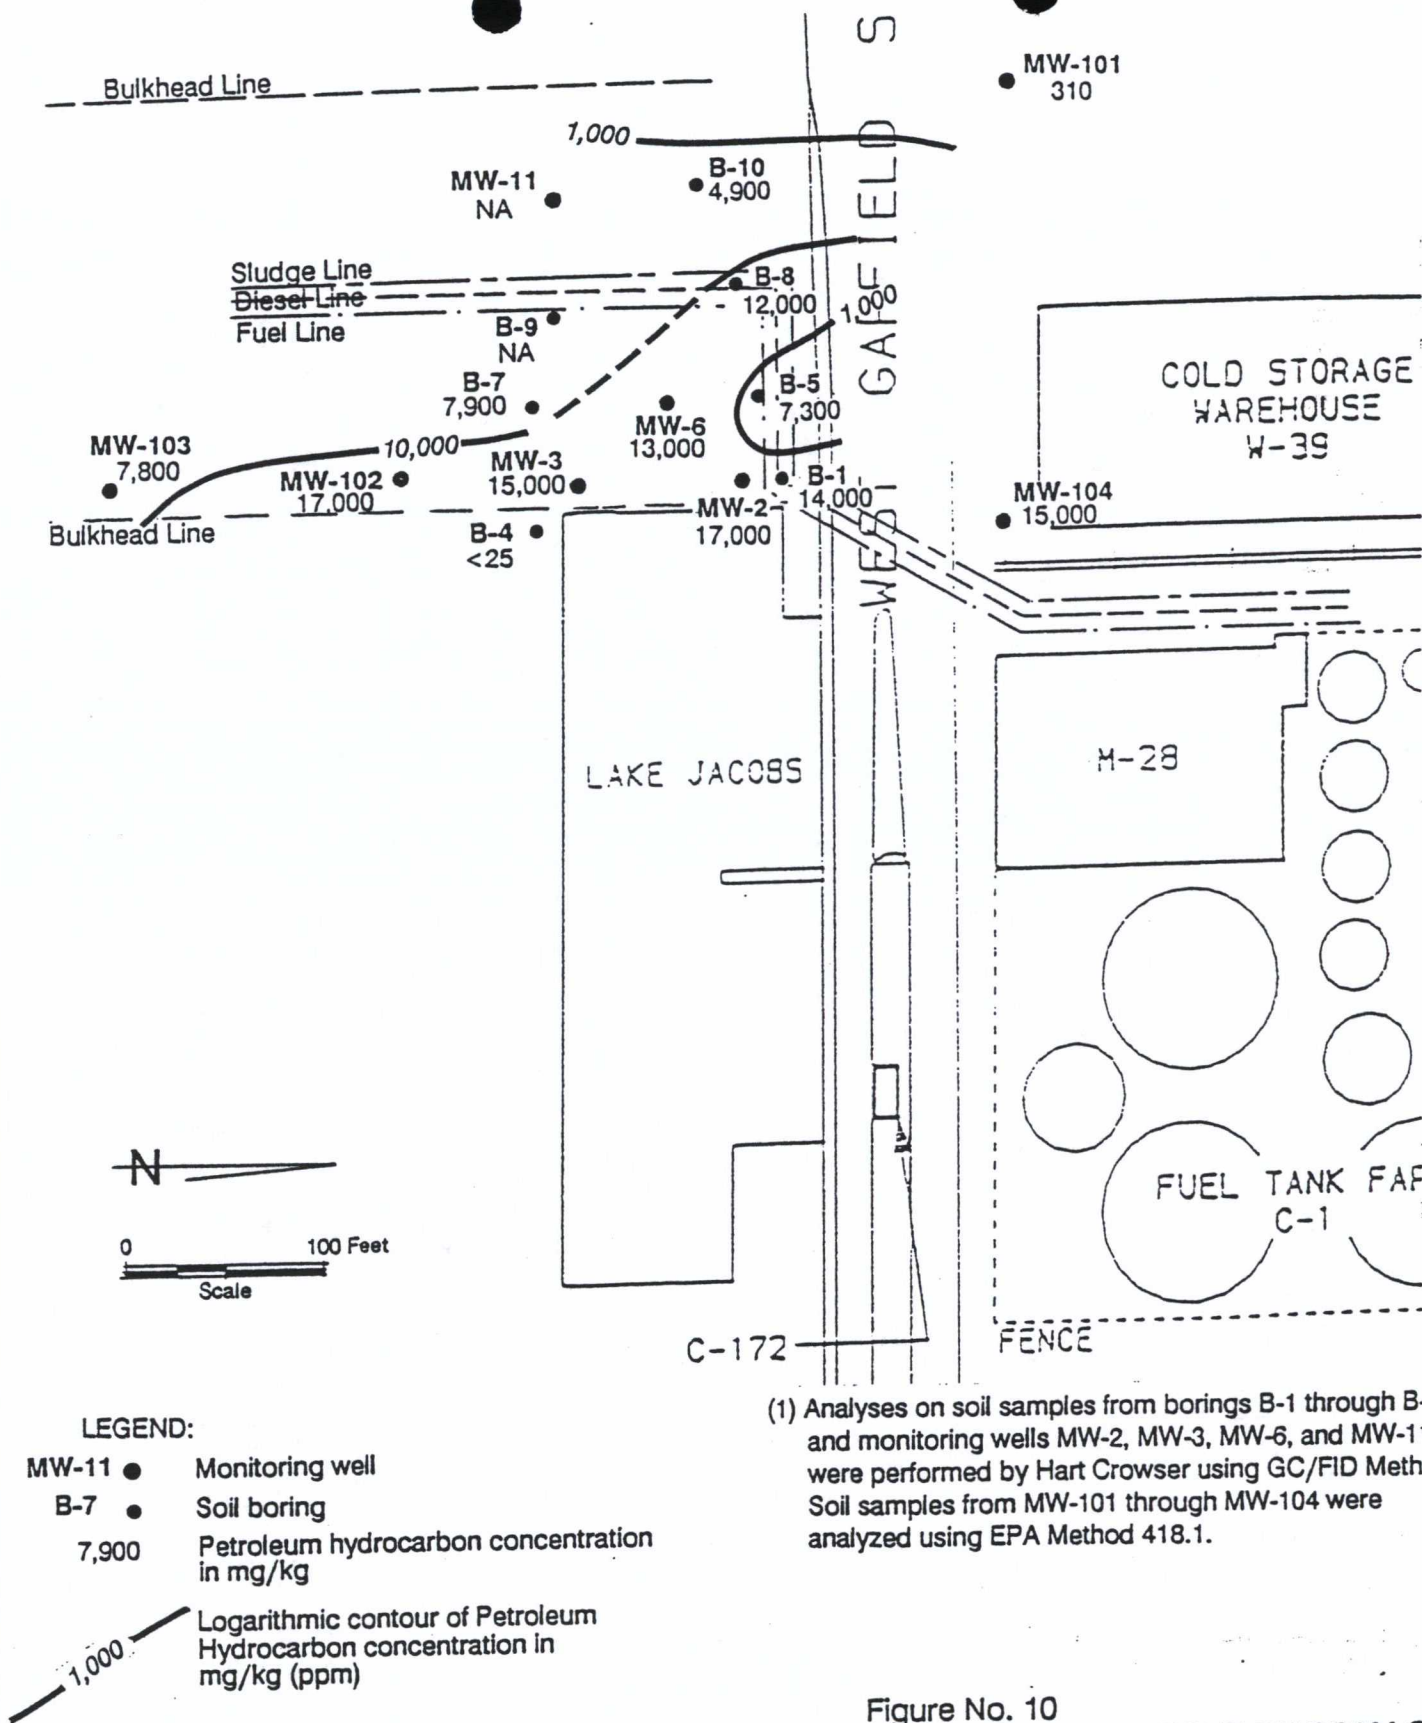 Bulkhead Line
MW-101
310
1,000
B-10
4,900
MW-11
NA
Sludge Line
Diesel Line
Fuel Line
B-8
12,000
1,000
B-9
NA
B-7
7,900
B-5
7,300
MW-6
13,000
MW-103
7,800
10,000
MW-102
17,000
MW-3
15,000
B-1
14,000
MW-2
17,000
MW-104
15,000
Bulkhead Line
B-4
<25
WEST GARFIELD S
COLD STORAGE
WAREHOUSE
W-39
LAKE JACOBS
M-28
N
0 100 Feet
Scale
FUEL TANK FAR
C-1
C-172
FENCE
LEGEND:
MW-11 Monitoring well
B-7 Soil boring
7,900 Petroleum hydrocarbon concentration
in mg/kg
1,000
Logarithmic contour of Petroleum
Hydrocarbon concentration in
mg/kg (ppm)
(1) Analyses on soil samples from borings B-1 through B-
and monitoring wells MW-2, MW-3, MW-6, and MW-1
were performed by Hart Crowser using GC/FID Meth
Soil samples from MW-101 through MW-104 were
analyzed using EPA Method 418.1.
Figure No. 10